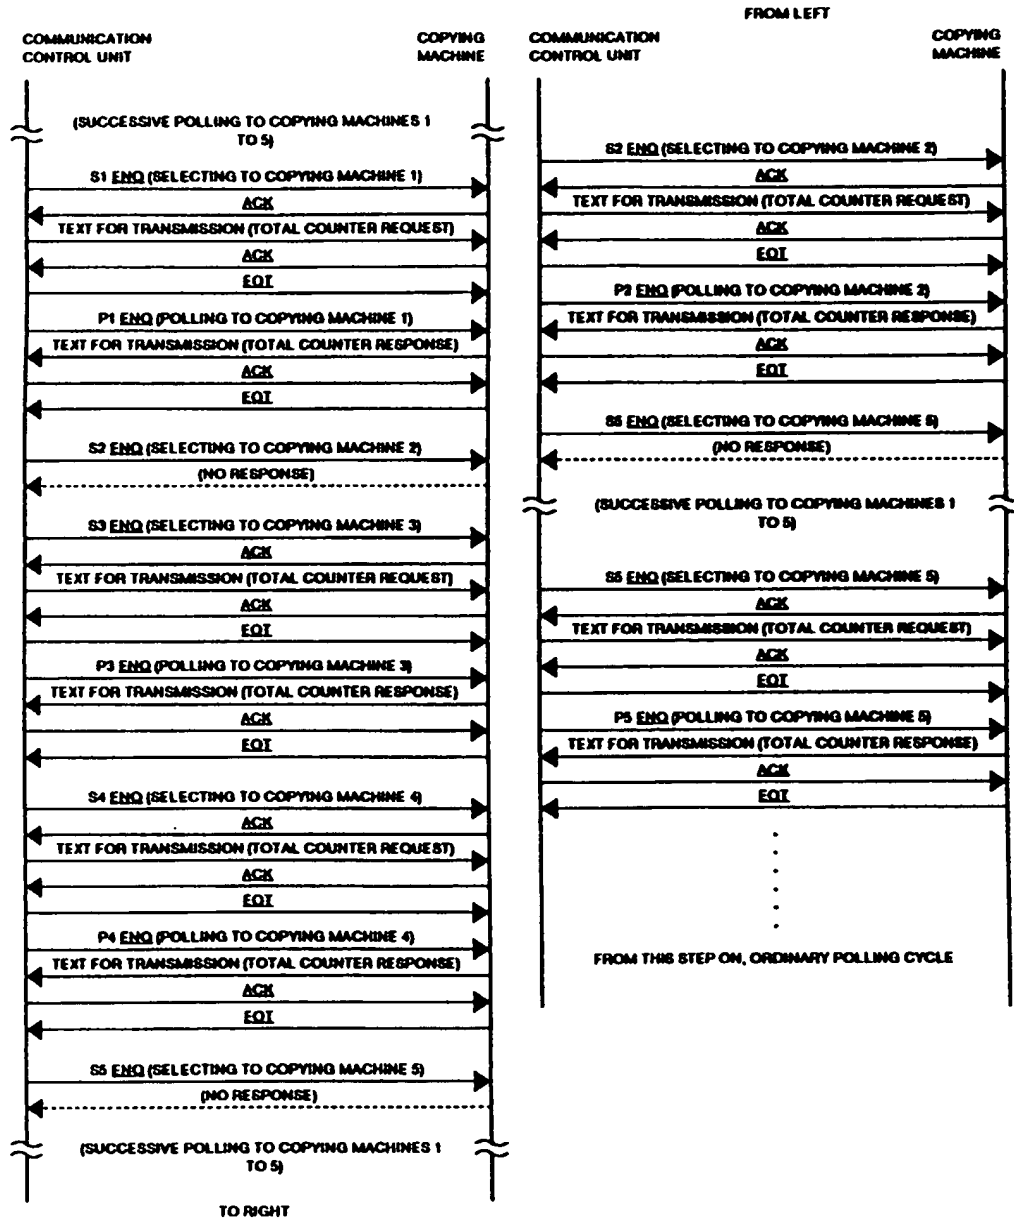 COMMUNICATION
CONTROL UNIT
COPYING
MACHINE
(SUCCESSIVE POLLING TO COPYING MACHINES 1
TO 5)
S1 ENQ (SELECTING TO COPYING MACHINE 1)
ACK
TEXT FOR TRANSMISSION (TOTAL COUNTER REQUEST)
ACK
EOT
P1 ENQ (POLLING TO COPYING MACHINE 1)
TEXT FOR TRANSMISSION (TOTAL COUNTER RESPONSE)
ACK
EOT
S2 ENQ (SELECTING TO COPYING MACHINE 2)
(NO RESPONSE)
S3 ENQ (SELECTING TO COPYING MACHINE 3)
ACK
TEXT FOR TRANSMISSION (TOTAL COUNTER REQUEST)
ACK
EOT
P3 ENQ (POLLING TO COPYING MACHINE 3)
TEXT FOR TRANSMISSION (TOTAL COUNTER RESPONSE)
ACK
EOT
S4 ENQ (SELECTING TO COPYING MACHINE 4)
ACK
TEXT FOR TRANSMISSION (TOTAL COUNTER REQUEST)
ACK
EOT
P4 ENQ (POLLING TO COPYING MACHINE 4)
TEXT FOR TRANSMISSION (TOTAL COUNTER RESPONSE)
ACK
EOT
S5 ENQ (SELECTING TO COPYING MACHINE 5)
(NO RESPONSE)
(SUCCESSIVE POLLING TO COPYING MACHINES 1
TO 5)
TO RIGHT
FROM LEFT
COMMUNICATION
CONTROL UNIT
COPYING
MACHINE
S2 ENQ (SELECTING TO COPYING MACHINE 2)
ACK
TEXT FOR TRANSMISSION (TOTAL COUNTER REQUEST)
ACK
EOT
P2 ENQ (POLLING TO COPYING MACHINE 2)
TEXT FOR TRANSMISSION (TOTAL COUNTER RESPONSE)
ACK
EOT
S5 ENQ (SELECTING TO COPYING MACHINE 5)
(NO RESPONSE)
(SUCCESSIVE POLLING TO COPYING MACHINES 1
TO 5)
S5 ENQ (SELECTING TO COPYING MACHINE 5)
ACK
TEXT FOR TRANSMISSION (TOTAL COUNTER REQUEST)
ACK
EOT
P5 ENQ (POLLING TO COPYING MACHINE 5)
TEXT FOR TRANSMISSION (TOTAL COUNTER RESPONSE)
ACK
EOT
FROM THIS STEP ON, ORDINARY POLLING CYCLE